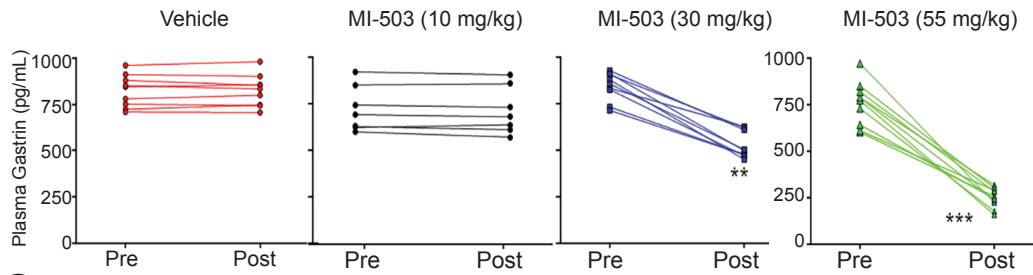 Vehicle
MI-503 (10 mg/kg)
MI-503 (30 mg/kg)
MI-503 (55 mg/kg)
Plasma Gastrin (pg/mL)
1000
750
500
250
0
1000
750
500
250
0
**
***
Pre
Post
Pre
Post
Pre
Post
Pre
Post